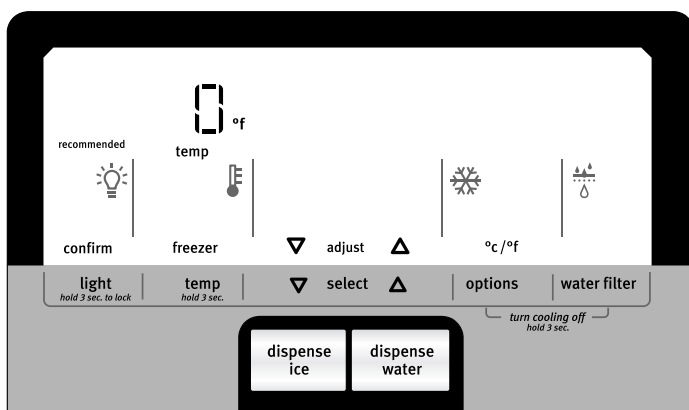 0 °f
recommended
temp
confirm freezer adjust °c/°f
light temp select options water filter
hold 3 sec. to lock hold 3 sec.
turn cooling off
hold 3 sec.
dispense ice
dispense water